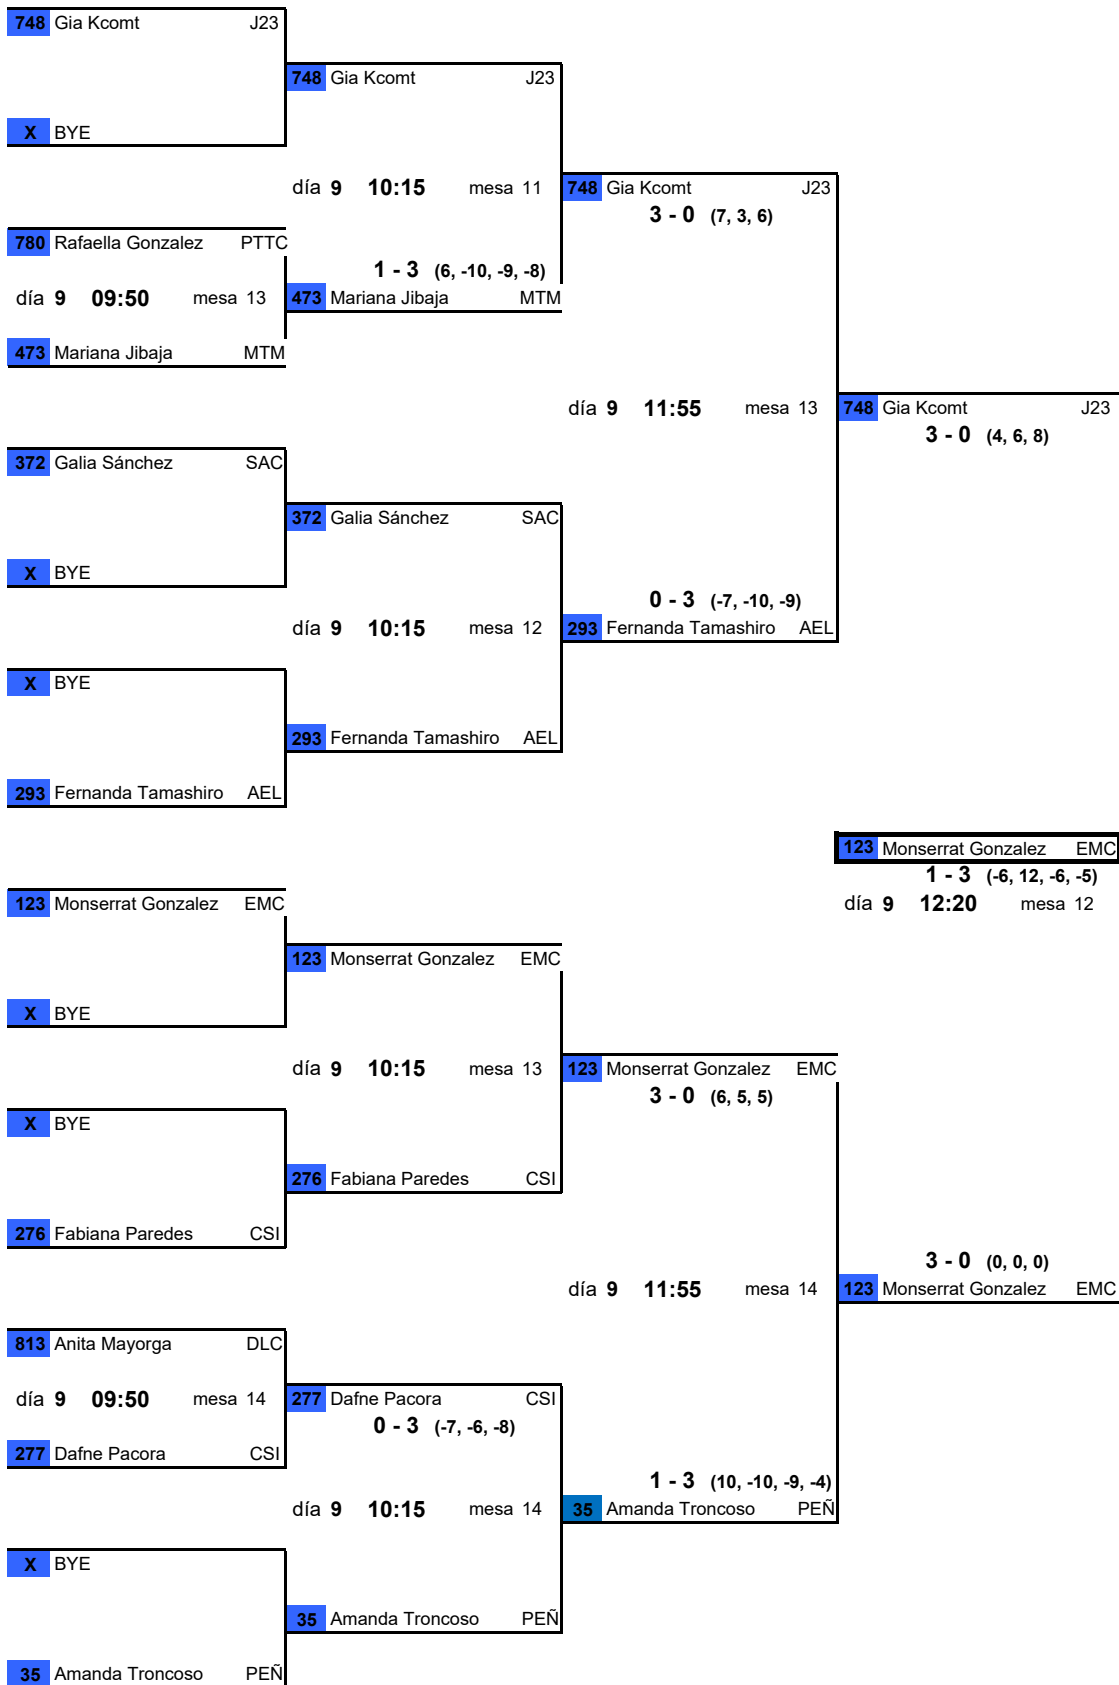 748 Gia Kcomt J23
748 Gia Kcomt J23
X BYE
día 9 10:15 mesa 11 748 Gia Kcomt J23
3 - 0 (7, 3, 6)
780 Rafaella Gonzalez PTTC
1 - 3 (6, -10, -9, -8)
día 9 09:50 mesa 13 473 Mariana Jibaja MTM
473 Mariana Jibaja MTM
día 9 11:55 mesa 13 748 Gia Kcomt J23
3 - 0 (4, 6, 8)
372 Galia Sánchez SAC
372 Galia Sánchez SAC
X BYE
0 - 3 (-7, -10, -9)
día 9 10:15 mesa 12 293 Fernanda Tamashiro AEL
X BYE
293 Fernanda Tamashiro AEL
293 Fernanda Tamashiro AEL
123 Monserrat Gonzalez EMC
1 - 3 (-6, 12, -6, -5)
123 Monserrat Gonzalez EMC día 9 12:20 mesa 12
123 Monserrat Gonzalez EMC
X BYE
día 9 10:15 mesa 13 123 Monserrat Gonzalez EMC
3 - 0 (6, 5, 5)
X BYE
276 Fabiana Paredes CSI
276 Fabiana Paredes CSI
3 - 0 (0, 0, 0)
día 9 11:55 mesa 14 123 Monserrat Gonzalez EMC
813 Anita Mayorga DLC
día 9 09:50 mesa 14 277 Dafne Pacora CSI
0 - 3 (-7, -6, -8)
277 Dafne Pacora CSI
1 - 3 (10, -10, -9, -4)
día 9 10:15 mesa 14 35 Amanda Troncoso PEÑ
X BYE
35 Amanda Troncoso PEÑ
35 Amanda Troncoso PEÑ